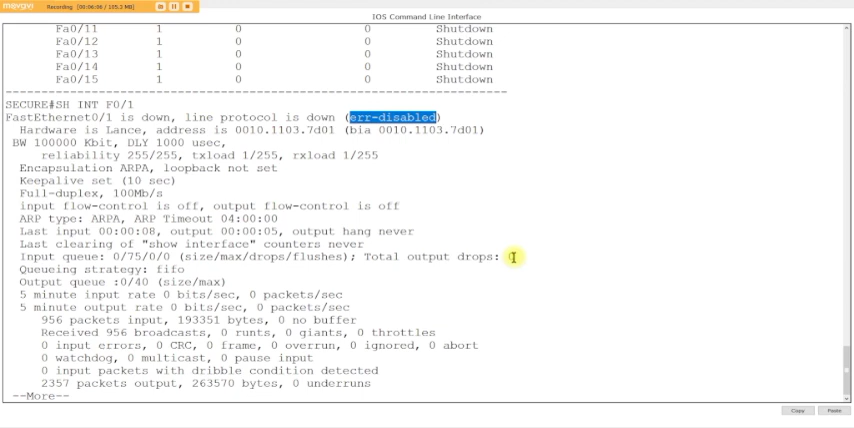 movavi
Recording [00:06:06 / 105.3 MB]
IOS Command Line Interface
Fa0/11 1 0 0 Shutdown
Fa0/12 1 0 0 Shutdown
Fa0/13 1 0 0 Shutdown
Fa0/14 1 0 0 Shutdown
Fa0/15 1 0 0 Shutdown
----------------------------------------------------------------------
SECURE#SH INT F0/1
FastEthernet0/1 is down, line protocol is down (err-disabled)
Hardware is Lance, address is 0010.1103.7d01 (bia 0010.1103.7d01)
BW 100000 Kbit, DLY 1000 usec,
reliability 255/255, txload 1/255, rxload 1/255
Encapsulation ARPA, loopback not set
Keepalive set (10 sec)
Full-duplex, 100Mb/s
input flow-control is off, output flow-control is off
ARP type: ARPA, ARP Timeout 04:00:00
Last input 00:00:08, output 00:00:05, output hang never
Last clearing of "show interface" counters never
Input queue: 0/75/0/0 (size/max/drops/flushes); Total output drops: 0
Queueing strategy: fifo
Output queue :0/40 (size/max)
5 minute input rate 0 bits/sec, 0 packets/sec
5 minute output rate 0 bits/sec, 0 packets/sec
956 packets input, 193351 bytes, 0 no buffer
Received 956 broadcasts, 0 runts, 0 giants, 0 throttles
0 input errors, 0 CRC, 0 frame, 0 overrun, 0 ignored, 0 abort
0 watchdog, 0 multicast, 0 pause input
0 input packets with dribble condition detected
2357 packets output, 263570 bytes, 0 underruns
--More--
Copy Paste